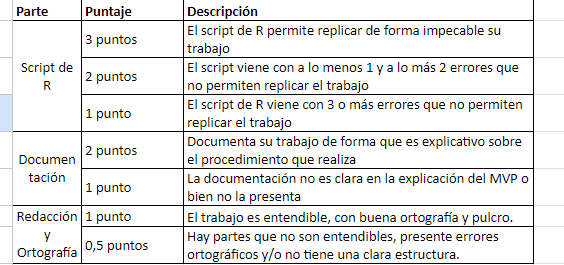 Parte Puntaje Descripción
Script de R
3 puntos
El script de R permite replicar de forma impecable su
trabajo
2 puntos
El script viene con a lo menos 1 y a lo más 2 errores que
no permiten replicar el trabajo
1 punto
El script de R viene con 3 o más errores que no permiten
replicar el trabajo
Documen
tación
2 puntos
Documenta su trabajo de forma que es explicativo sobre
el procedimiento que realiza
1 punto
La documentación no es clara en la explicación del MVP o
bien no la presenta
Redacción
y
Ortografía
1 punto
El trabajo es entendible, con buena ortografía y pulcro.
0,5 puntos
Hay partes que no son entendibles, presente errores
ortográficos y/o no tiene una clara estructura.